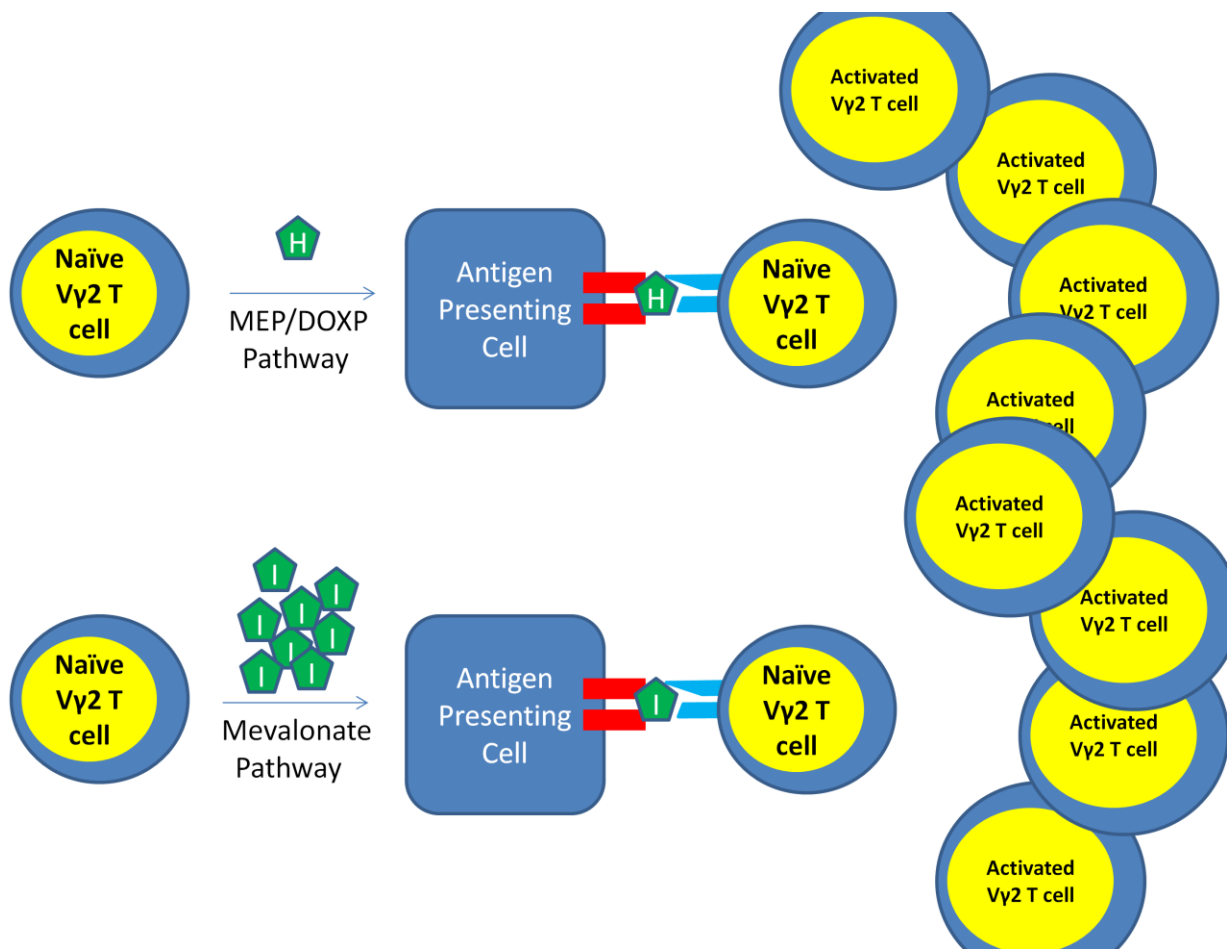 Naïve
Vγ2 T
cell
H
MEP/DOXP
Pathway
Antigen
Presenting
Cell
H
Naïve
Vγ2 T
cell
Naïve
Vγ2 T
cell
I
I
I
I
I
I
I
I
Mevalonate
Pathway
Antigen
Presenting
Cell
I
Naïve
Vγ2 T
cell
Activated
Vγ2 T cell
Activated
Vγ2 T cell
Activated
Vγ2 T cell
Activated
cell
Activated
Vγ2 T cell
Activated
Vγ2 T cell
Activated
Vγ2 T cell
Activated
Vγ2 T cell